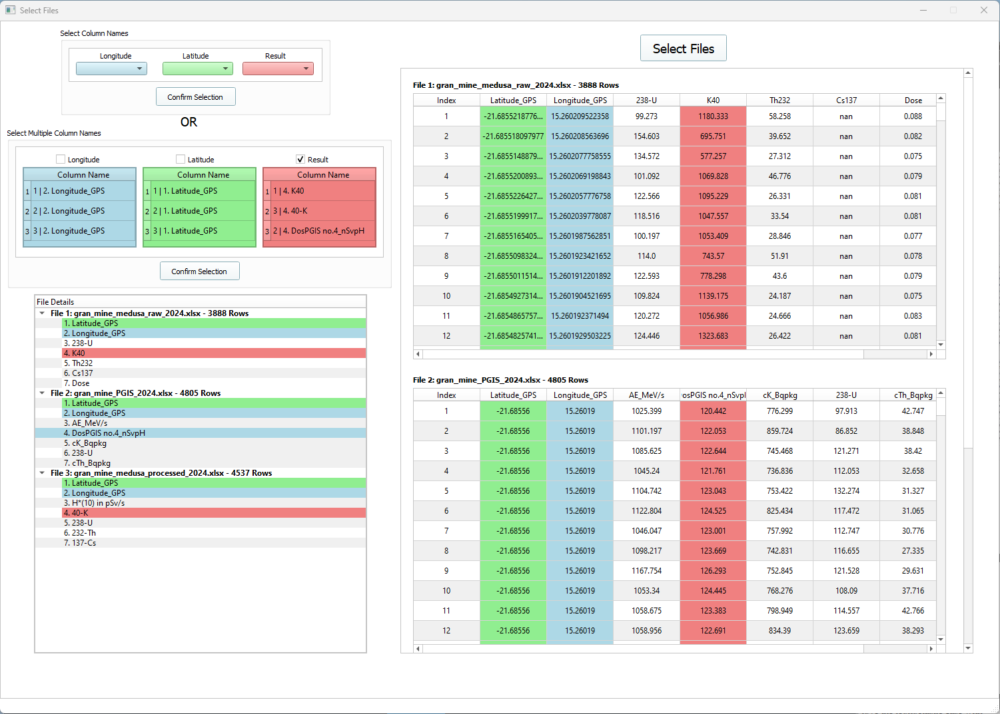 Select Files
Select Column Names
Longitude Latitude Result
Confirm Selection
OR
Select Multiple Column Names
Longitude Latitude Result
Column Name Column Name Column Name
1 1 | 2. Longitude_GPS 1 1 | 1. Latitude_GPS 1 1 | 4. K40
2 2 | 2. Longitude_GPS 2 2 | 1. Latitude_GPS 2 3 | 4. 40-K
3 3 | 2. Longitude_GPS 3 3 | 1. Latitude_GPS 3 2 | 4. DosPGIS no.4_nSvpH
Confirm Selection
File Details
File 1: gran_mine_medusa_raw_2024.xlsx - 3888 Rows
1. Latitude_GPS
2. Longitude_GPS
3. 238-U
4. K40
5. Th232
6. Cs137
7. Dose
File 2: gran_mine_PGIS_2024.xlsx - 4805 Rows
1. Latitude_GPS
2. Longitude_GPS
3. AE_MeV/s
4. DosPGIS no.4_nSvpH
5. cK_Bqpkg
6. 238-U
7. cTh_Bqpkg
File 3: gran_mine_medusa_processed_2024.xlsx - 4537 Rows
1. Latitude_GPS
2. Longitude_GPS
3. H*(10) in pSv/s
4. 40-K
5. 238-U
6. 232-Th
7. 137-Cs
Select Files
File 1: gran_mine_medusa_raw_2024.xlsx - 3888 Rows
Index Latitude_GPS Longitude_GPS 238-U K40 Th232 Cs137 Dose
1 -21.6855218776... 15.260209522358 99.273 1180.333 58.258 nan 0.088
2 -21.685518097977 15.260208563696 154.603 695.751 39.652 nan 0.082
3 -21.6855148879... 15.2602077758555 134.572 577.257 27.312 nan 0.075
4 -21.6855200893... 15.2602069198843 101.092 1069.828 46.776 nan 0.079
5 -21.6855226427... 15.2602057776758 122.566 1095.229 26.331 nan 0.081
6 -21.6855199917... 15.2602039778087 118.516 1047.557 33.54 nan 0.081
7 -21.6855165405... 15.2601987562851 100.197 1053.409 28.846 nan 0.077
8 -21.6855098324... 15.2601923421652 114.0 743.57 51.91 nan 0.078
9 -21.6855011514... 15.2601912201892 122.593 778.298 43.6 nan 0.079
10 -21.6854927314... 15.2601904521695 109.824 1139.175 24.187 nan 0.075
11 -21.6854865757... 15.260192371494 120.272 1056.986 24.666 nan 0.083
12 -21.6854825741... 15.2601929503225 124.446 1323.683 26.422 nan 0.081
File 2: gran_mine_PGIS_2024.xlsx - 4805 Rows
Index Latitude_GPS Longitude_GPS AE_MeV/s osPGIS no.4_nSvpl cK_Bqpkg 238-U cTh_Bqpkg
1 -21.68556 15.26019 1025.399 120.442 776.299 97.913 42.747
2 -21.68556 15.26019 1101.197 122.053 859.724 86.852 38.848
3 -21.68556 15.26019 1085.625 122.644 745.468 121.271 38.42
4 -21.68556 15.26019 1045.24 121.761 736.836 112.053 32.658
5 -21.68556 15.26019 1104.742 123.043 753.422 132.274 31.327
6 -21.68556 15.26019 1122.804 124.525 825.434 117.472 31.065
7 -21.68556 15.26019 1046.047 123.001 757.992 112.747 30.776
8 -21.68556 15.26019 1098.217 123.669 742.831 116.655 27.335
9 -21.68556 15.26019 1167.754 126.293 752.845 121.528 29.631
10 -21.68556 15.26019 1053.34 124.445 768.276 108.09 37.716
11 -21.68556 15.26019 1058.675 123.383 798.949 114.557 42.766
12 -21.68556 15.26019 1058.956 122.691 834.39 123.659 38.293